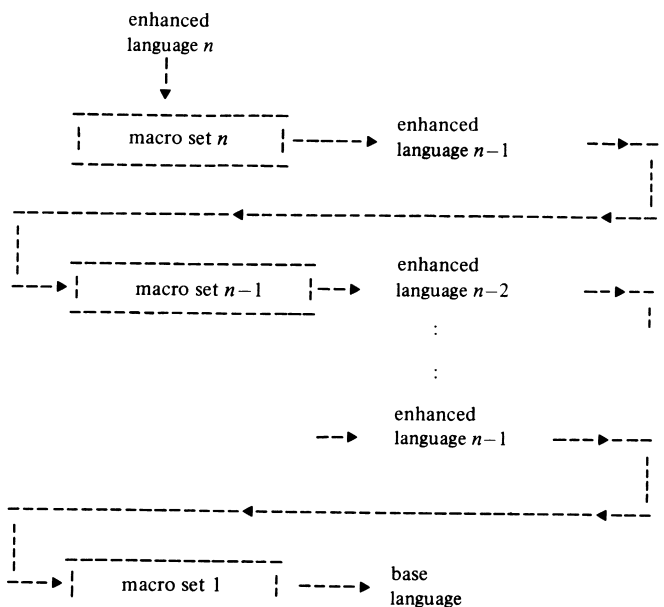 enhanced
language n
macro set n
enhanced
language n−1
macro set n−1
enhanced
language n−2
:
:
enhanced
language n−1
macro set 1
base
language